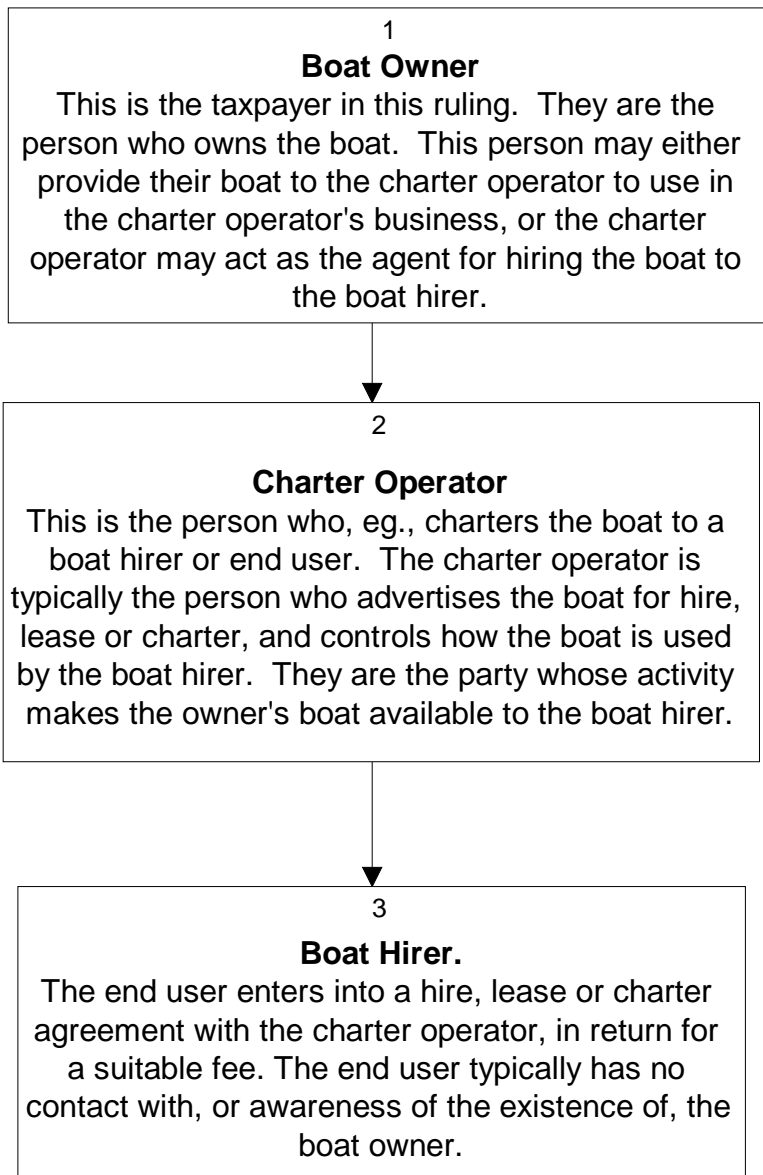 1
Boat Owner
This is the taxpayer in this ruling. They are the
person who owns the boat. This person may either
provide their boat to the charter operator to use in
the charter operator's business, or the charter
operator may act as the agent for hiring the boat to
the boat hirer.
2
Charter Operator
This is the person who, eg., charters the boat to a
boat hirer or end user. The charter operator is
typically the person who advertises the boat for hire,
lease or charter, and controls how the boat is used
by the boat hirer. They are the party whose activity
makes the owner's boat available to the boat hirer.
3
Boat Hirer.
The end user enters into a hire, lease or charter
agreement with the charter operator, in return for
a suitable fee. The end user typically has no
contact with, or awareness of the existence of, the
boat owner.